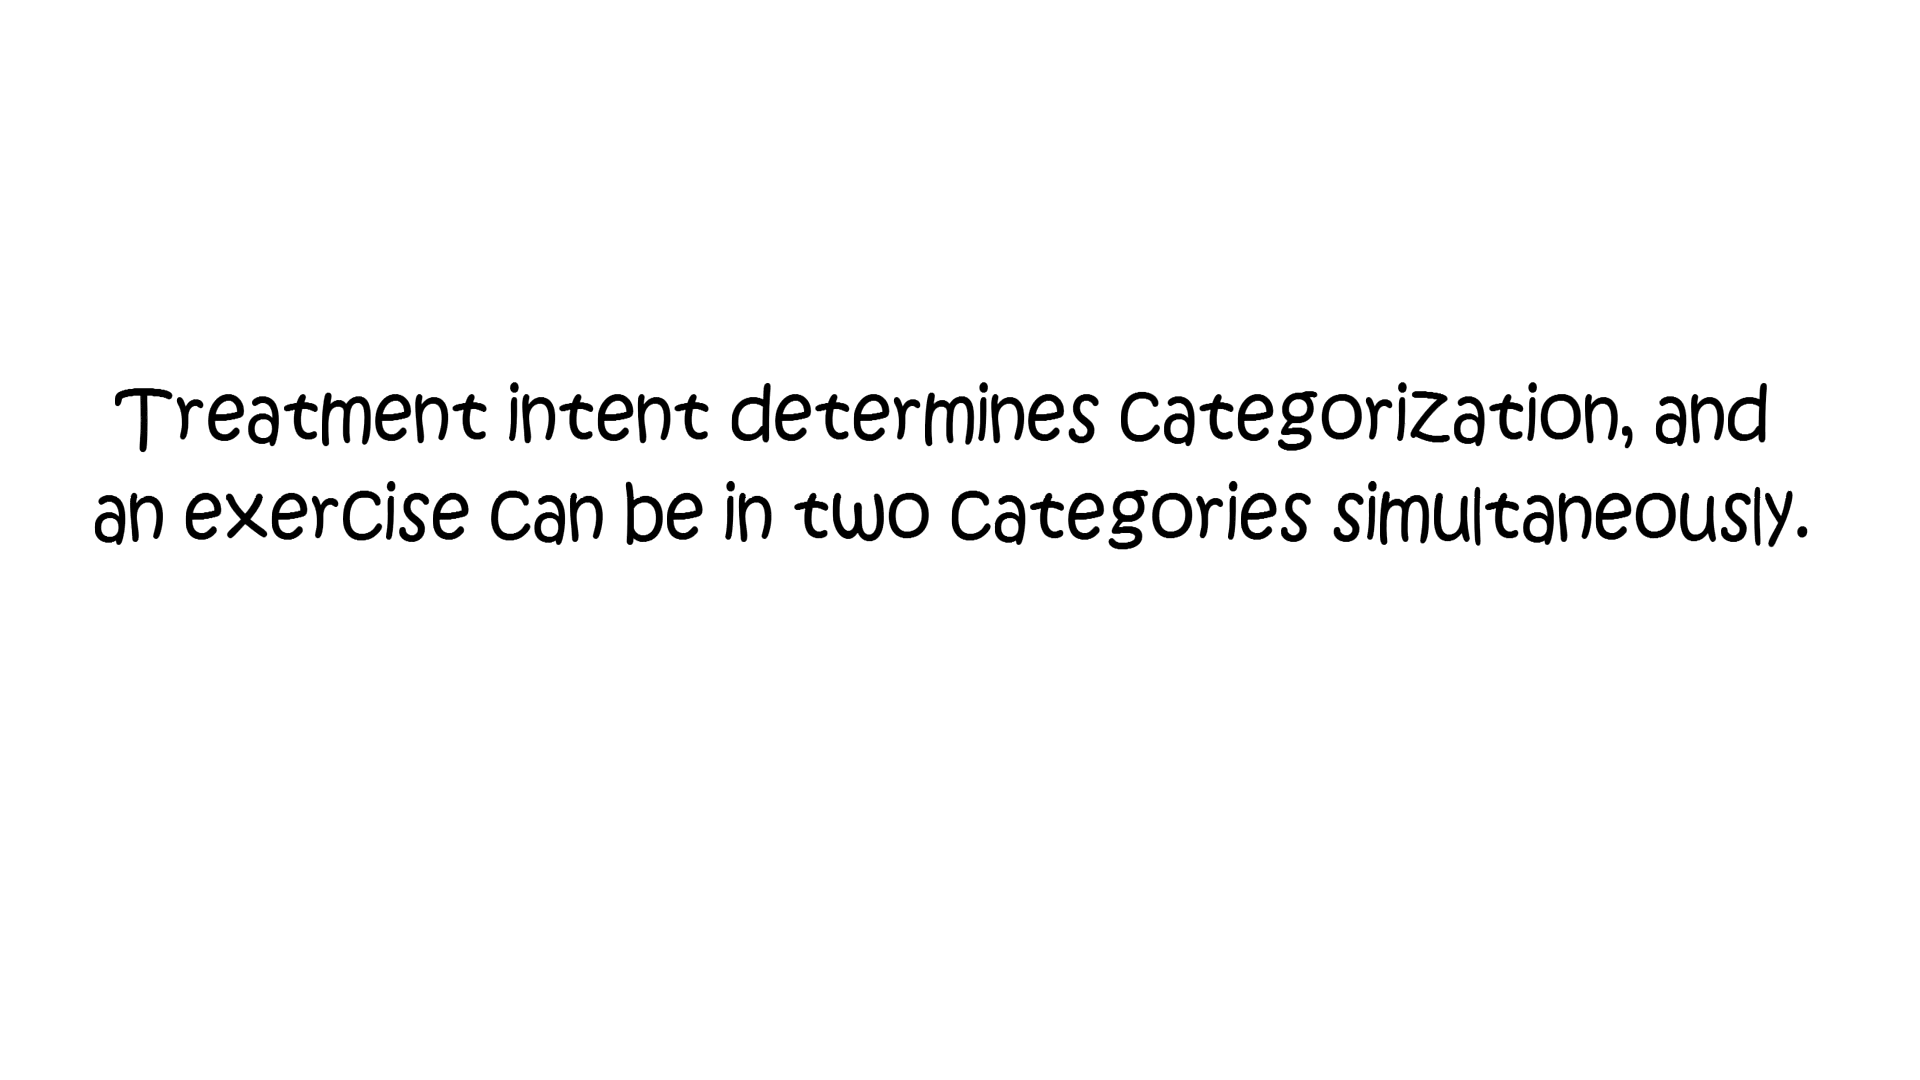 Treatment intent determines categorization, and
an exercise can be in two categories simultaneously.